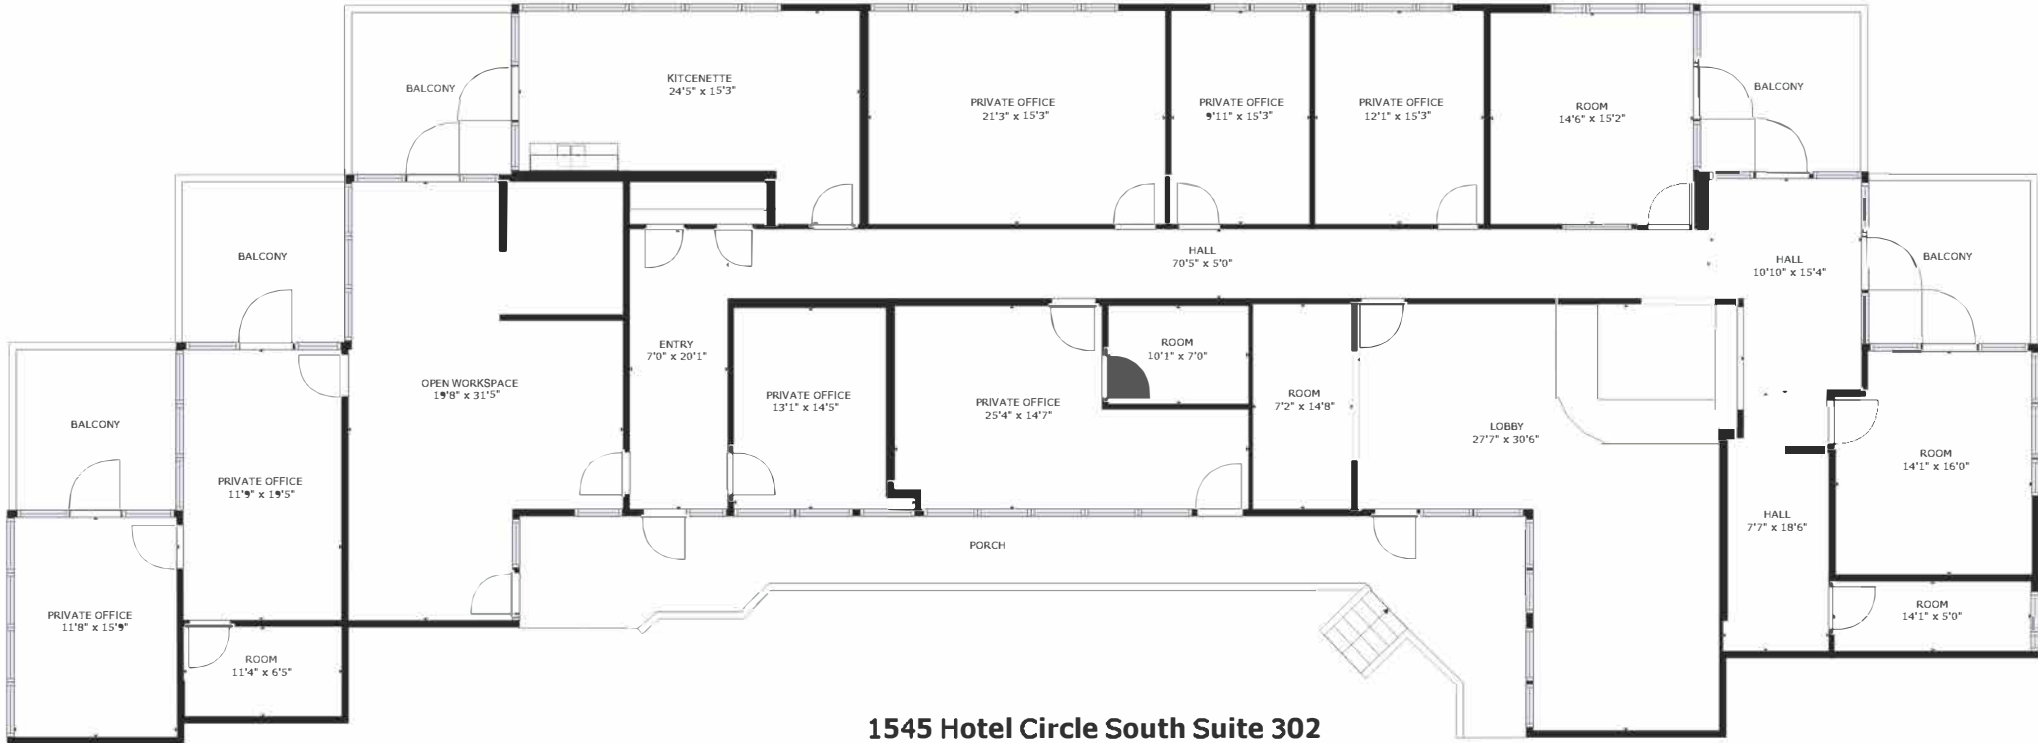 BALCONY
KITCENETTE
24'5" x 15'3"
PRIVATE OFFICE
21'3" x 15'3"
PRIVATE OFFICE
9'11" x 15'3"
PRIVATE OFFICE
12'1" x 15'3"
ROOM
14'6" x 15'2"
BALCONY
BALCONY
HALL
70'5" x 5'0"
HALL
10'10" x 15'4"
BALCONY
ENTRY
7'0" x 20'1"
ROOM
10'1" x 7'0"
OPEN WORKSPACE
19'8" x 31'5"
PRIVATE OFFICE
13'1" x 14'5"
PRIVATE OFFICE
25'4" x 14'7"
ROOM
7'2" x 14'8"
LOBBY
27'7" x 30'6"
BALCONY
PRIVATE OFFICE
11'9" x 19'5"
ROOM
14'1" x 16'0"
HALL
7'7" x 18'6"
PORCH
PRIVATE OFFICE
11'8" x 15'9"
ROOM
14'1" x 5'0"
ROOM
11'4" x 6'5"
1545 Hotel Circle South Suite 302